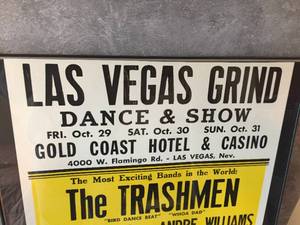 LAS VEGAS GRIND
DANCE & SHOW
FRI. Oct. 29 SAT. Oct. 30 SUN. Oct. 31
GOLD COAST HOTEL & CASINO
4000 W. Flamingo Rd. - LAS VEGAS, Nev.
The Most Exciting Bands in the World:
The TRASHMEN
"BIRD DANCE BEAT" "WHOA DAD"
ANDRE WILLIAMS